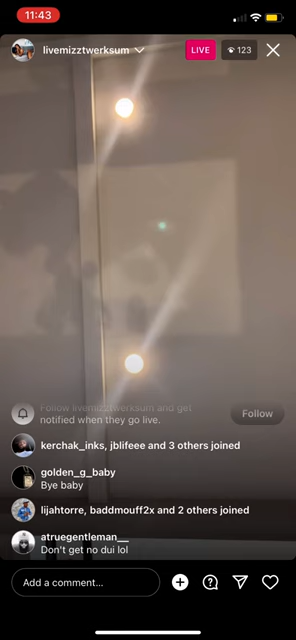 11:43
livemizztwerksum
LIVE
123
Follow livemizztwerksum and get
notified when they go live.
Follow
kerchak_inks, jblifeee and 3 others joined
golden_g_baby
Bye baby
lijahtorre, baddmouff2x and 2 others joined
atruegentleman__
Don't get no dui lol
Add a comment...